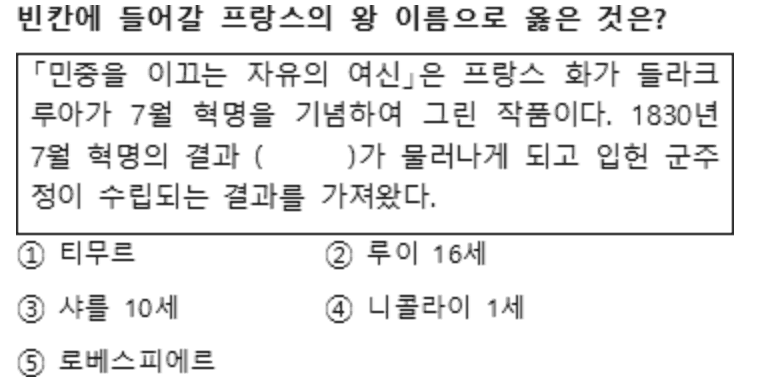 빈칸에 들어갈 프랑스의 왕 이름으로 옳은 것은?
「민중을 이끄는 자유의 여신」은 프랑스 화가 들라크
루아가 7월 혁명을 기념하여 그린 작품이다. 1830년
7월 혁명의 결과 (      )가 물러나게 되고 입헌 군주
정이 수립되는 결과를 가져왔다.
① 티무르 ② 루이 16세
③ 샤를 10세 ④ 니콜라이 1세
⑤ 로베스피에르